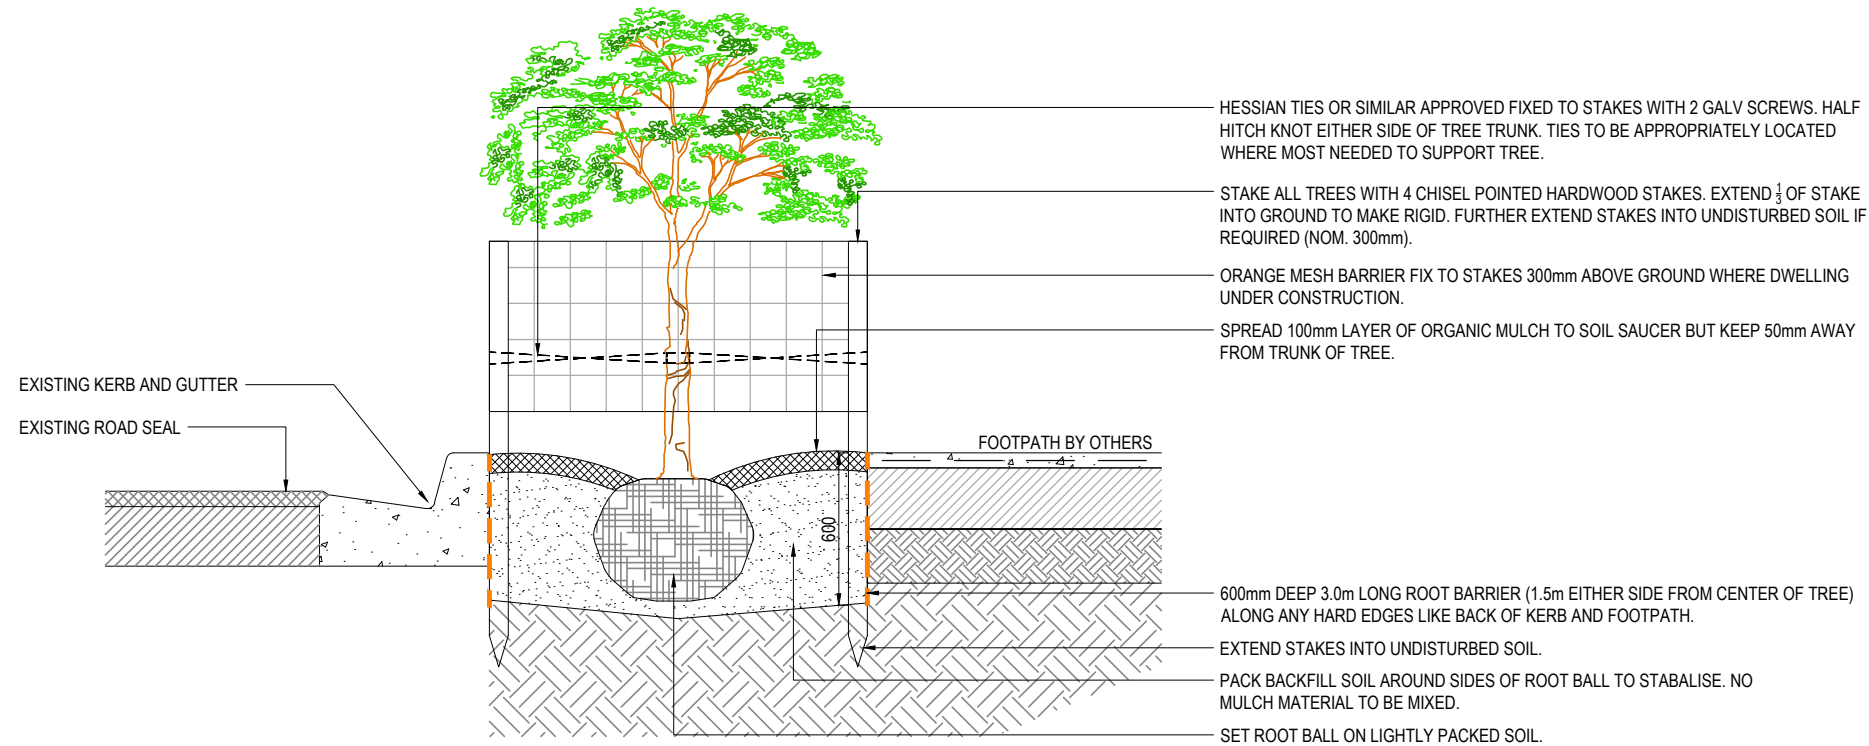 HESSIAN TIES OR SIMILAR APPROVED FIXED TO STAKES WITH 2 GALV SCREWS. HALF
HITCH KNOT EITHER SIDE OF TREE TRUNK. TIES TO BE APPROPRIATELY LOCATED
WHERE MOST NEEDED TO SUPPORT TREE.
STAKE ALL TREES WITH 4 CHISEL POINTED HARDWOOD STAKES. EXTEND 1/3 OF STAKE
INTO GROUND TO MAKE RIGID. FURTHER EXTEND STAKES INTO UNDISTURBED SOIL IF
REQUIRED (NOM. 300mm).
ORANGE MESH BARRIER FIX TO STAKES 300mm ABOVE GROUND WHERE DWELLING
UNDER CONSTRUCTION.
SPREAD 100mm LAYER OF ORGANIC MULCH TO SOIL SAUCER BUT KEEP 50mm AWAY
FROM TRUNK OF TREE.
EXISTING KERB AND GUTTER
EXISTING ROAD SEAL
FOOTPATH BY OTHERS
600
600mm DEEP 3.0m LONG ROOT BARRIER (1.5m EITHER SIDE FROM CENTER OF TREE)
ALONG ANY HARD EDGES LIKE BACK OF KERB AND FOOTPATH.
EXTEND STAKES INTO UNDISTURBED SOIL.
PACK BACKFILL SOIL AROUND SIDES OF ROOT BALL TO STABALISE. NO
MULCH MATERIAL TO BE MIXED.
SET ROOT BALL ON LIGHTLY PACKED SOIL.